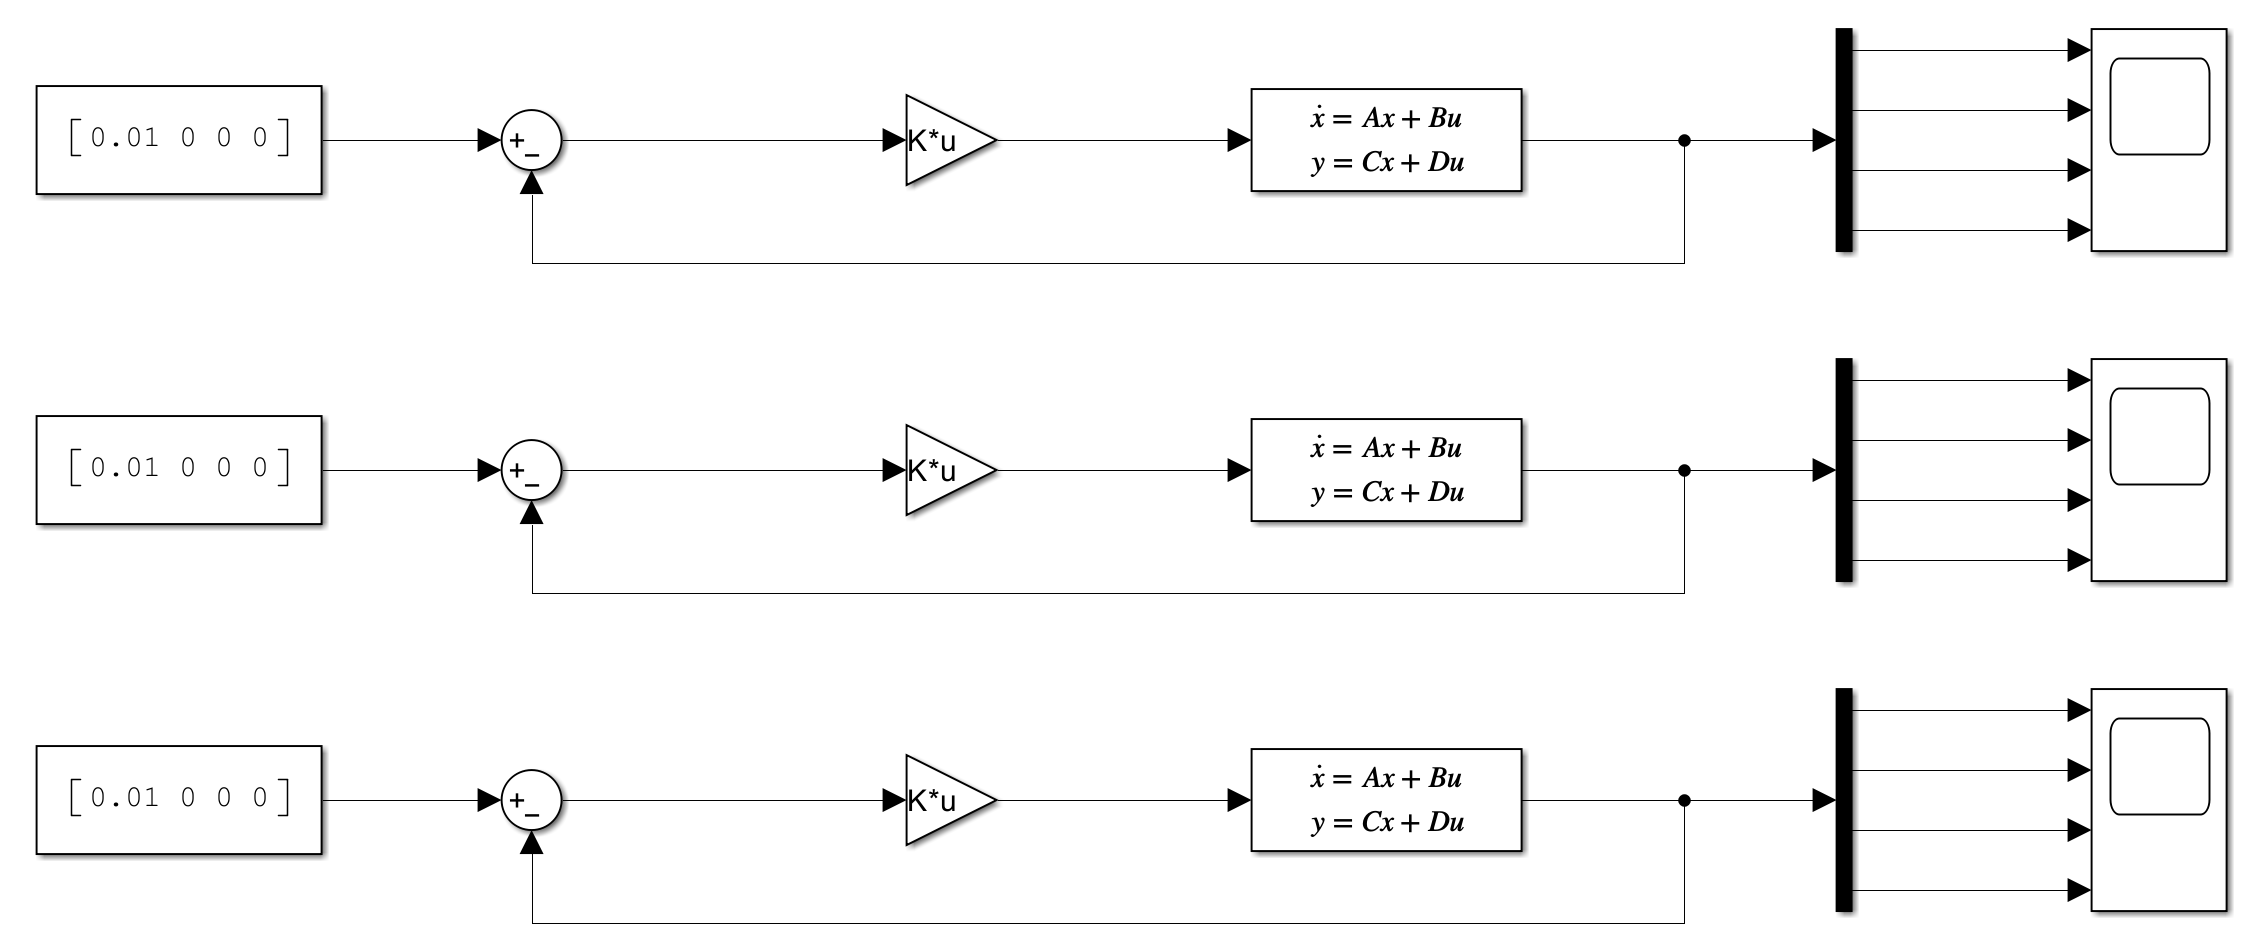 [0.01 0 0 0]
+
−
K*u
ẋ = Ax + Bu
y = Cx + Du
[0.01 0 0 0]
+
−
K*u
ẋ = Ax + Bu
y = Cx + Du
[0.01 0 0 0]
+
−
K*u
ẋ = Ax + Bu
y = Cx + Du